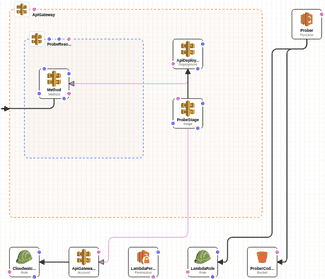 ApiGateway
Prober
Function
ProbeReso...
ApiDeploy...
Deployment
Method
Method
ProbeStage
Stage
Cloudwatc...
Role
ApiGatewa...
Account
LambdaPer...
Permission
LambdaRole
Role
ProberCod...
Bucket